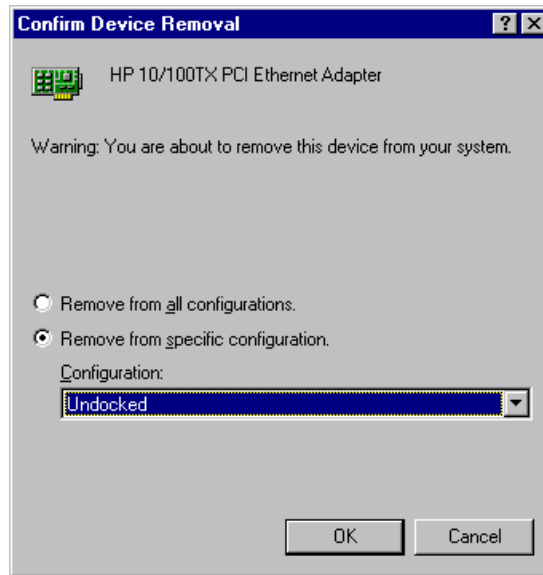 Confirm Device Removal
HP 10/100TX PCI Ethernet Adapter
Warning: You are about to remove this device from your system.
Remove from all configurations.
Remove from specific configuration.
Configuration:
Undocked
OK Cancel